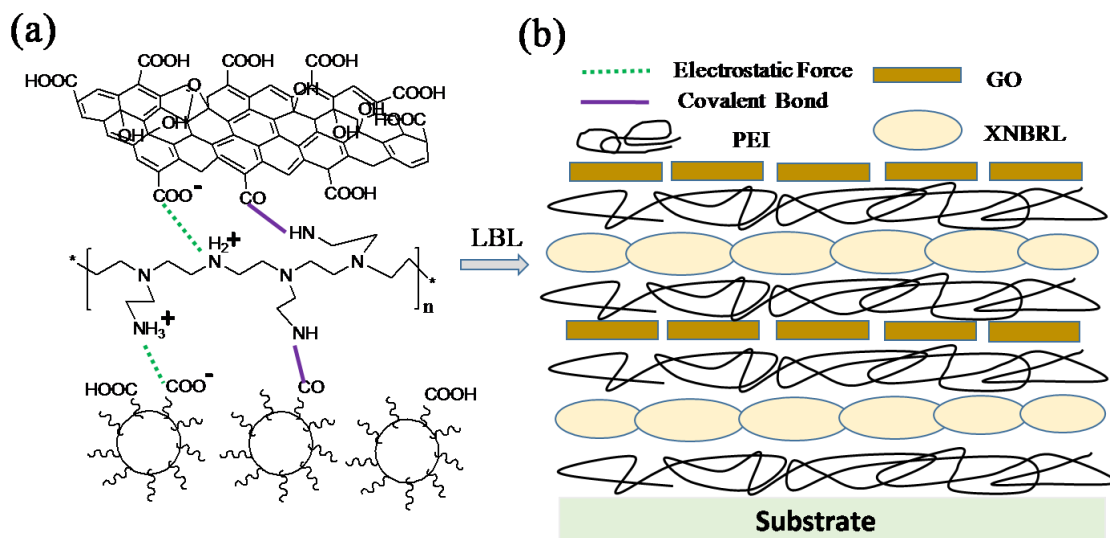 (a)
COOH
COOH
HOOC
O
COOH
OH
OH
COOH
OH
OH
OH
HOOC
OH
COO-
CO
COOH
HN
H2+
N
*
N
N
N
*
n
NH3+
NH
HOOC
COO-
CO
COOH
LBL
(b)
Electrostatic Force
GO
Covalent Bond
PEI
XNBRL
Substrate